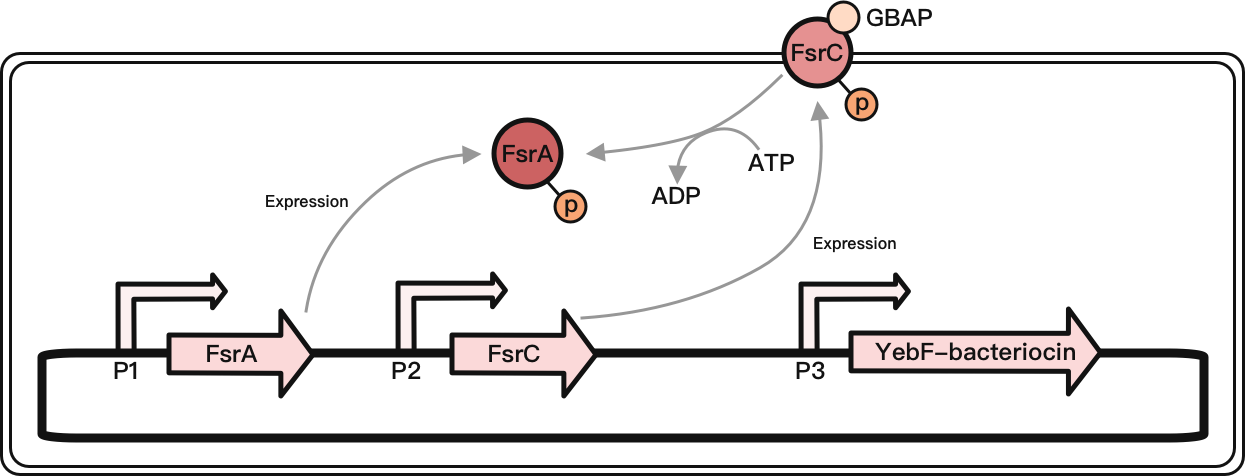 GBAP
FsrC
p
FsrA
ATP
ADP
p
Expression
Expression
FsrA
FsrC
YebF-bacteriocin
P1
P2
P3